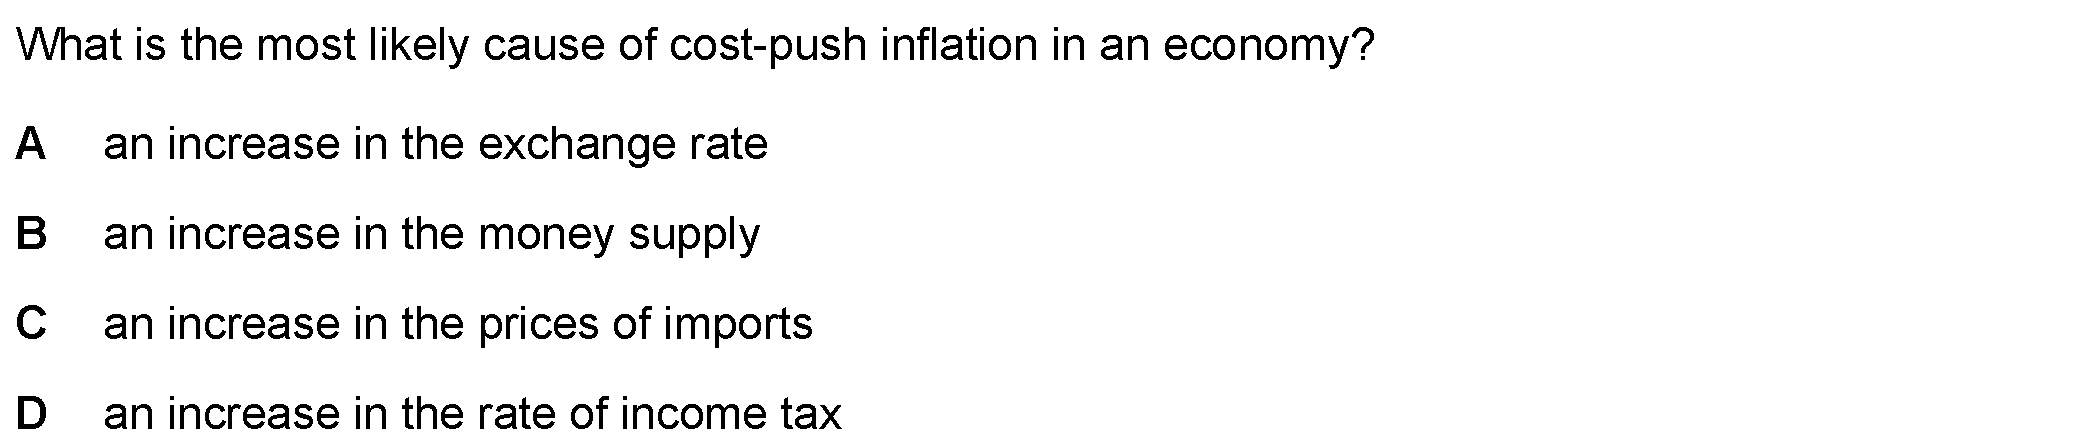 What is the most likely cause of cost-push inflation in an economy?
A an increase in the exchange rate
B an increase in the money supply
C an increase in the prices of imports
D an increase in the rate of income tax